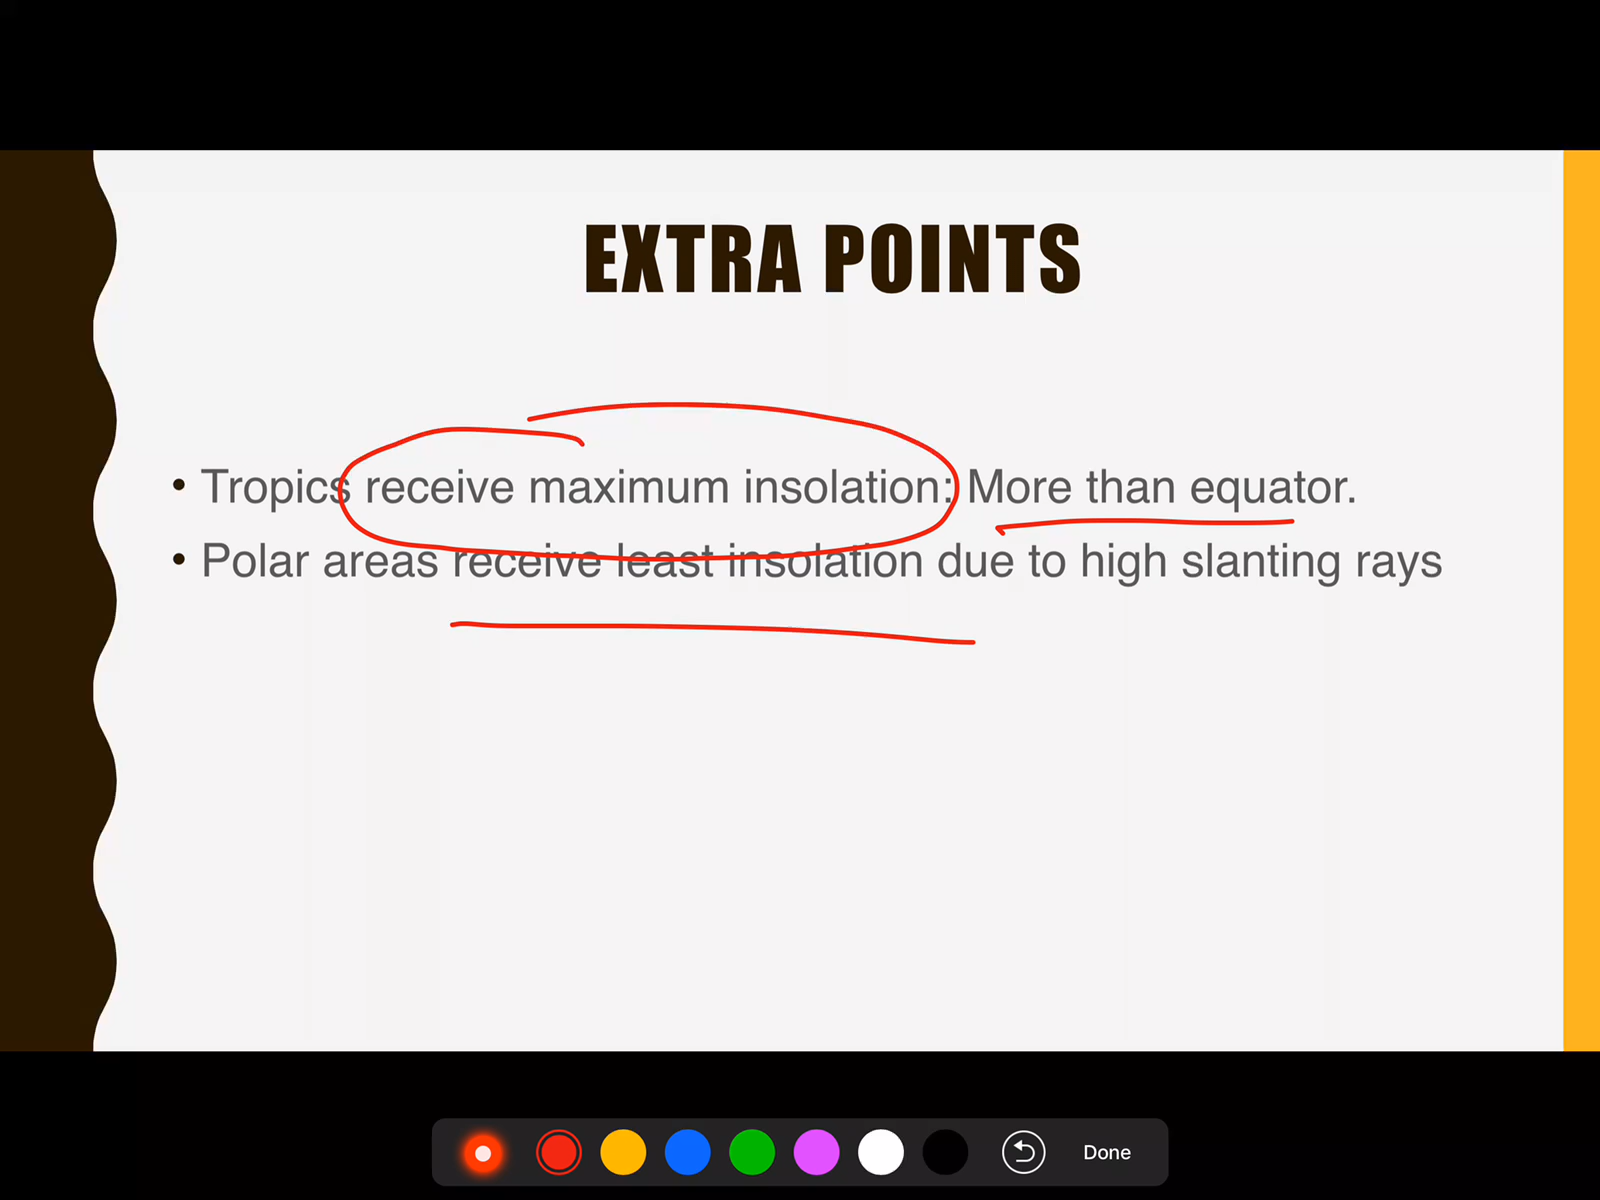 EXTRA POINTS
• Tropics receive maximum insolation: More than equator.
• Polar areas receive least insolation due to high slanting rays
Done